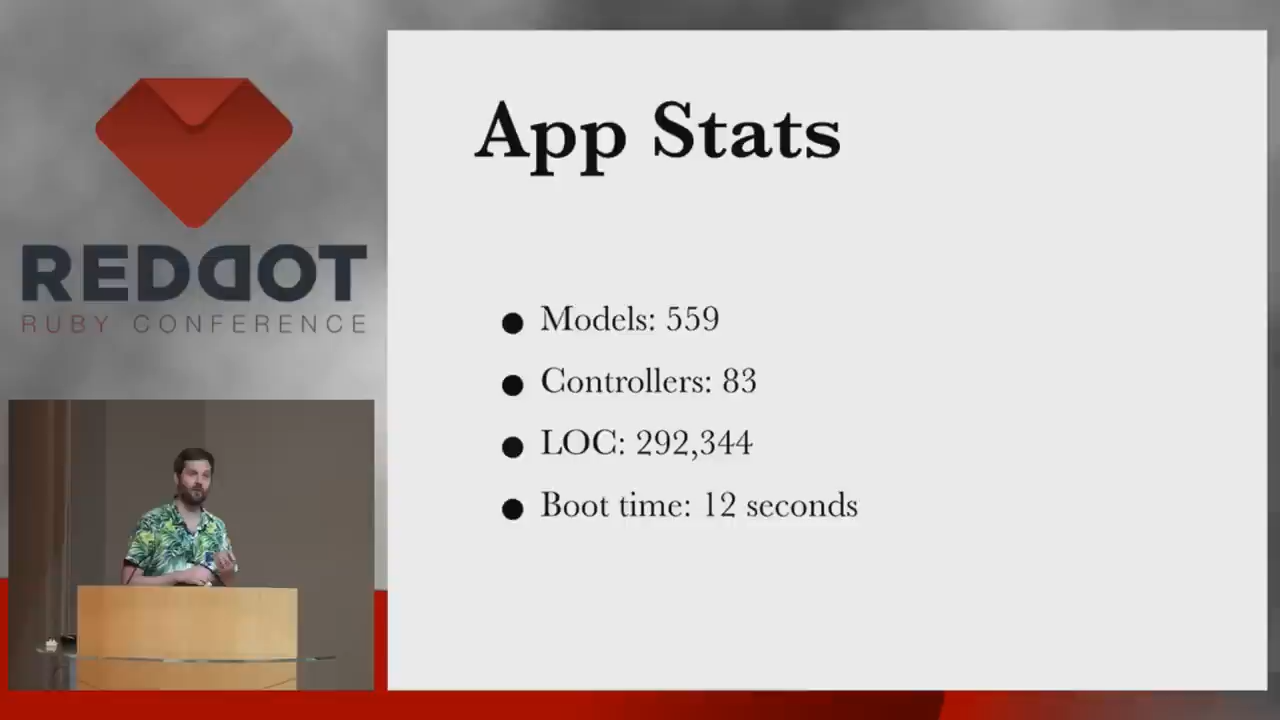 REDDOT
RUBY CONFERENCE
App Stats
Models: 559
Controllers: 83
LOC: 292,344
Boot time: 12 seconds